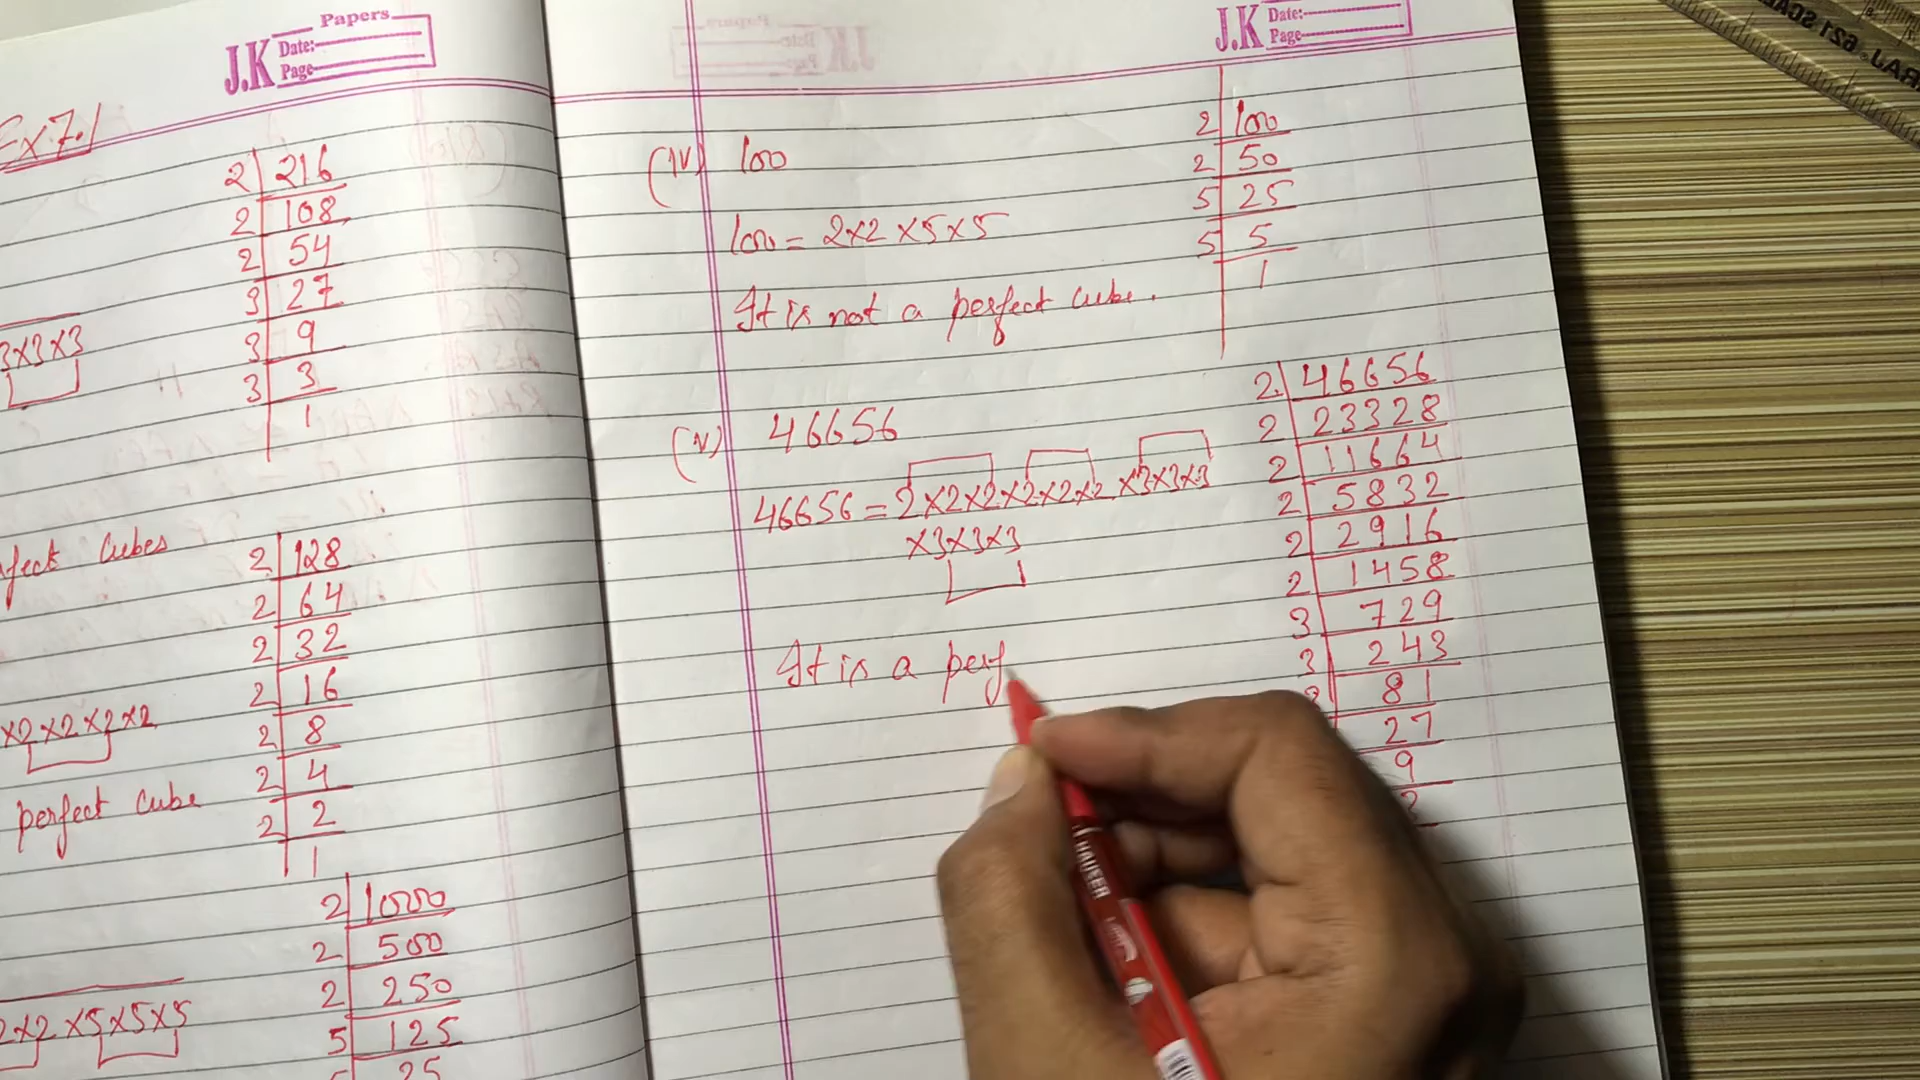 J.K Papers
Date:
Page
Ex 7.1
2 216
2 108
2 54
3 27
3 9
3 3
1
3×3×3
fect Cubes
2 128
2 64
2 32
2 16
2 8
2 4
2 2
1
×2×2×2×2
perfect cube
2 1000
2 500
2 250
5 125
25
2×2×5×5×5
J.K Date:
Page
(IV) 100
2 100
2 50
5 25
5 5
1
100 = 2×2×5×5
It is not a perfect cube.
(V) 46656
46656 = 2×2×2×2×2×2×3×3×3
×3×3×3
It is a perf
2 46656
2 23328
2 11664
2 5832
2 2916
2 1458
3 729
3 243
81
27
9
HAUSER